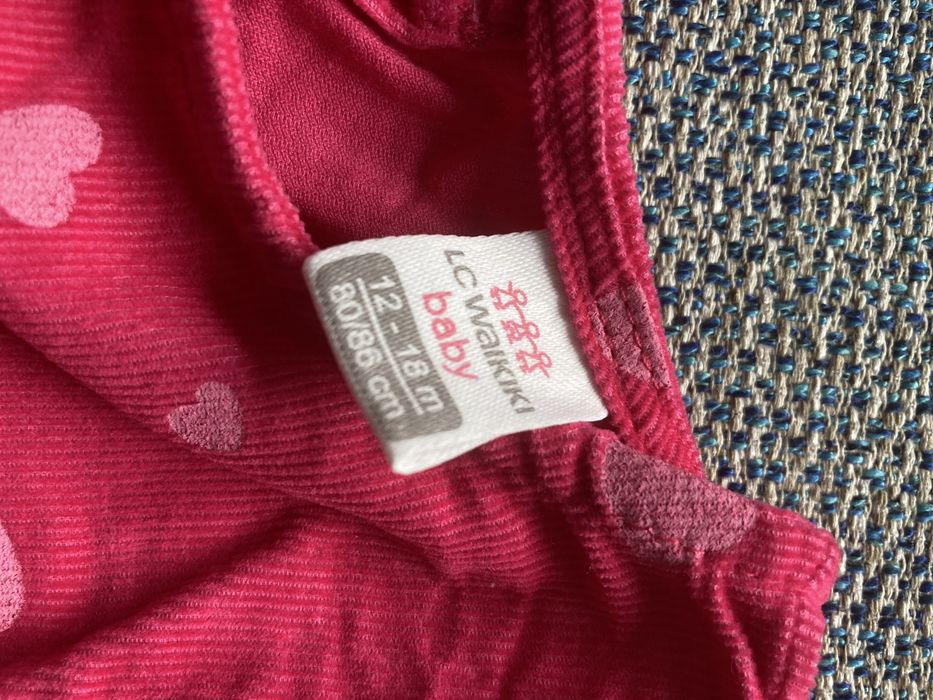 LC WAIKIKI
baby
12 - 18 m
80/86 cm